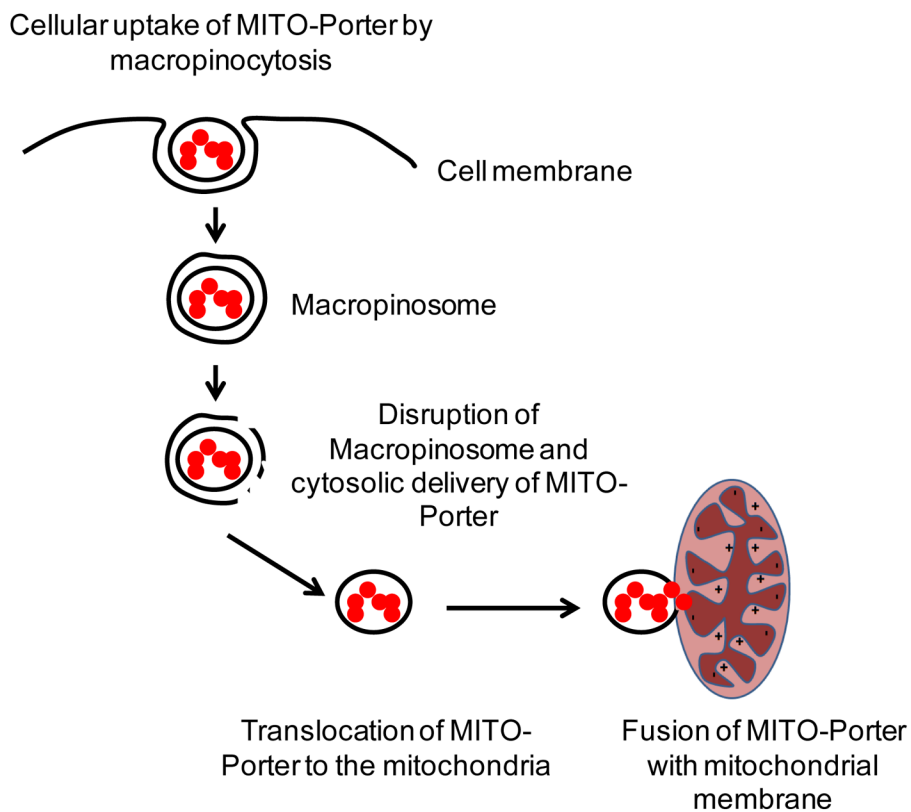 Cellular uptake of MITO-Porter by
macropinocytosis
Cell membrane
Macropinosome
Disruption of
Macropinosome and
cytosolic delivery of MITO-
Porter
Translocation of MITO-
Porter to the mitochondria
Fusion of MITO-Porter
with mitochondrial
membrane